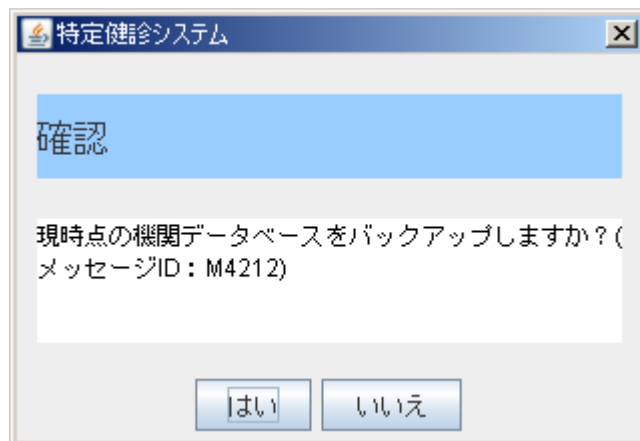 特定健診システム
確認
現時点の機関データベースをバックアップしますか？(
メッセージID：M4212)
はい
いいえ